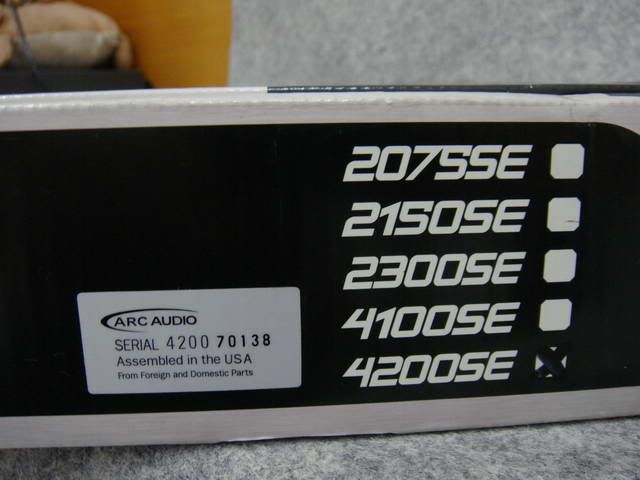 2075SE
2150SE
2300SE
4100SE
4200SE
ARC AUDIO
SERIAL 4200 70138
Assembled in the USA
From Foreign and Domestic Parts